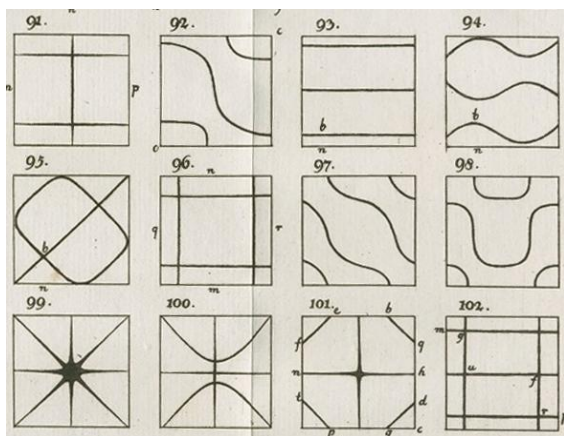 91. 92. 93. 94.
n p c
b b
o n n
95. 96. 97. 98.
n
q r
b
n m
99. 100. 101. 102.
e b
m g
f q
n h u f
t d
r
p g c